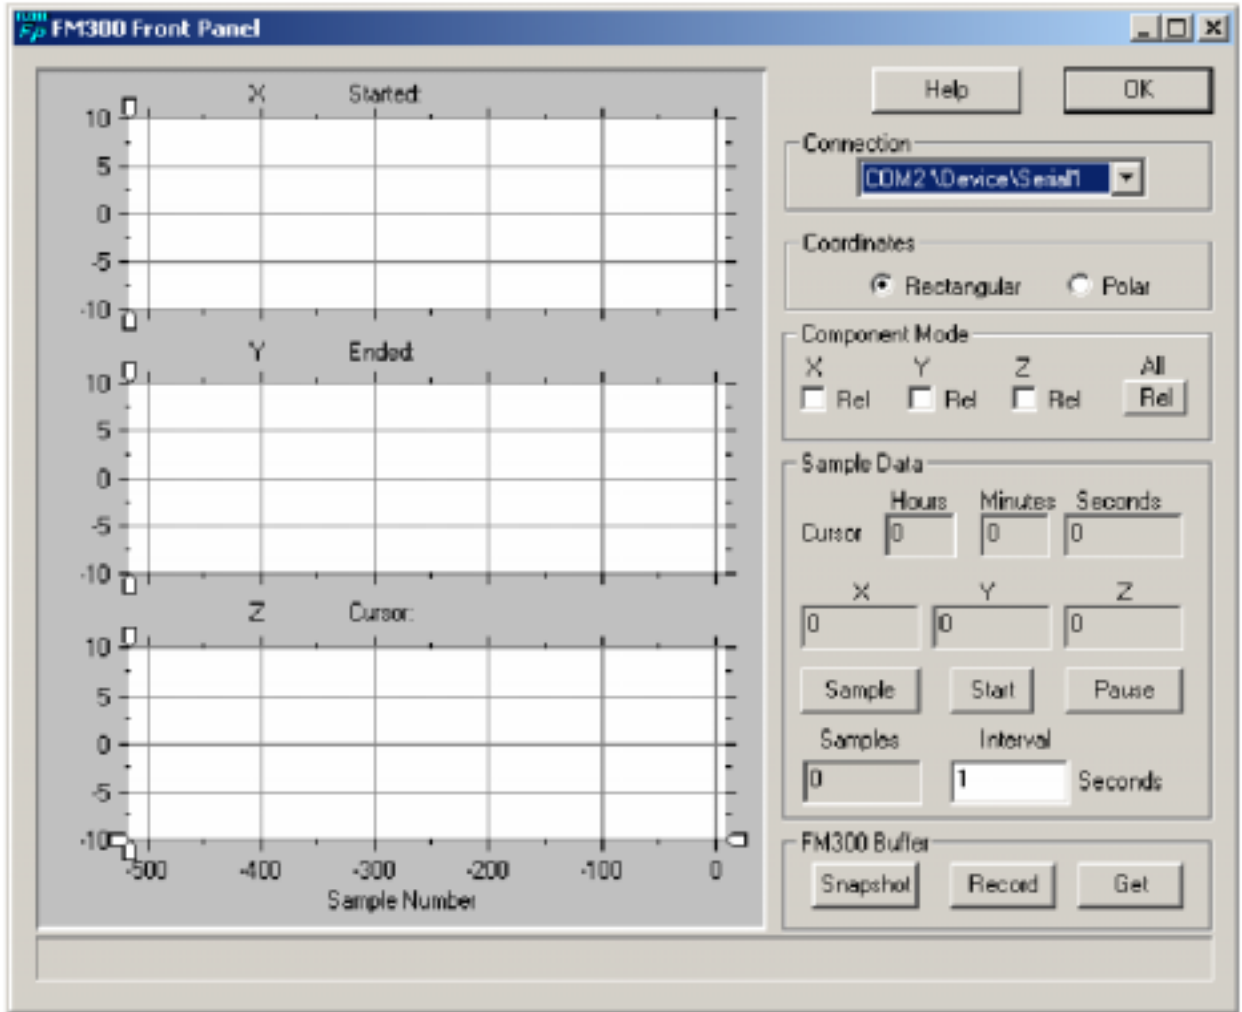 FM300 Front Panel
X Started:
10
5
0
-5
-10
Y Ended:
10
5
0
-5
-10
Z Cursor:
10
5
0
-5
-10
-500 -400 -300 -200 -100 0
Sample Number
Help OK
Connection
COM2 \Device\Serial1
Coordinates
Rectangular Polar
Component Mode
X Y Z All
Rel Rel Rel Rel
Sample Data
Hours Minutes Seconds
Cursor 0 0 0
X Y Z
0 0 0
Sample Start Pause
Samples Interval
0 1 Seconds
FM300 Buffer
Snapshot Record Get